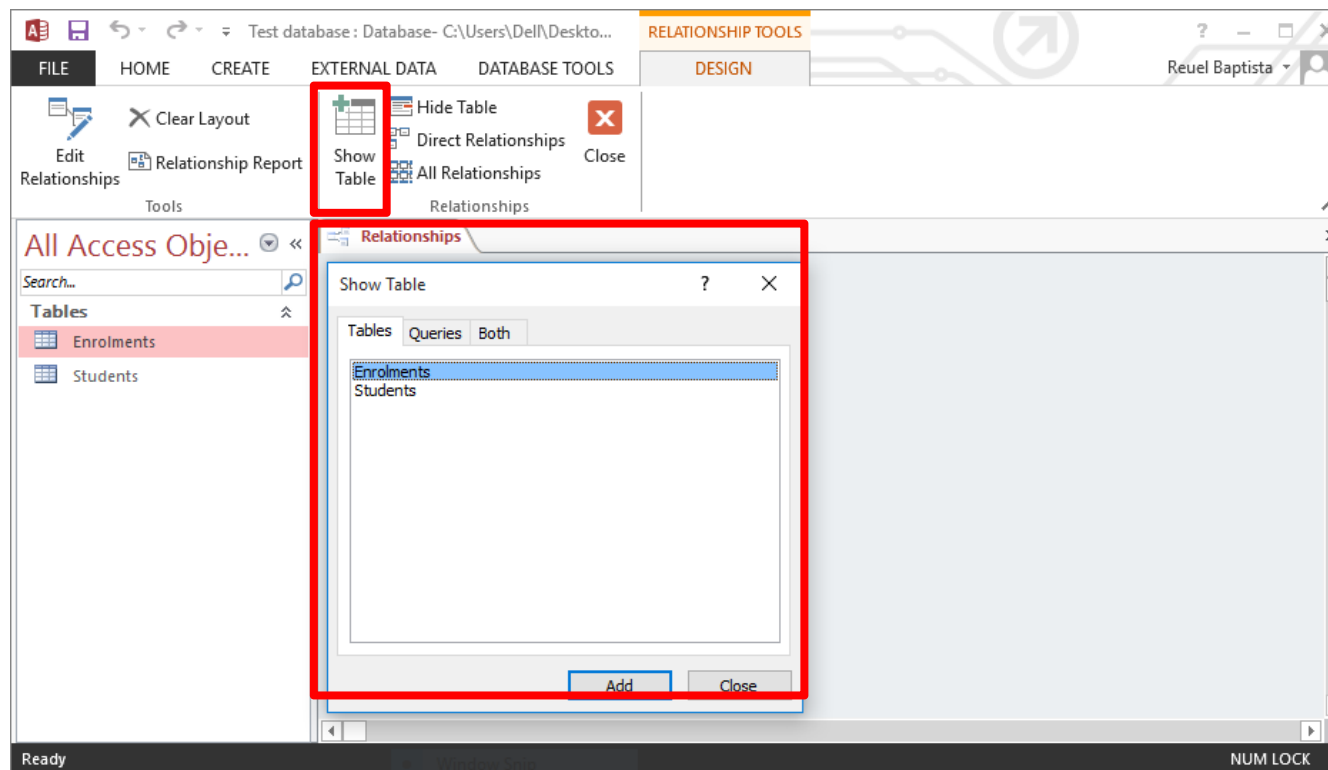 Test database : Database- C:\Users\Dell\Deskto...
RELATIONSHIP TOOLS
?
FILE HOME CREATE EXTERNAL DATA DATABASE TOOLS DESIGN
Reuel Baptista
Edit
Relationships
Clear Layout
Relationship Report
Tools
Show
Table
Hide Table
Direct Relationships
All Relationships
Close
Relationships
All Access Obje...
«
Search...
Tables
Enrolments
Students
Relationships
Show Table
?
Tables Queries Both
Enrolments
Students
Add Close
Ready
Window Snip
NUM LOCK